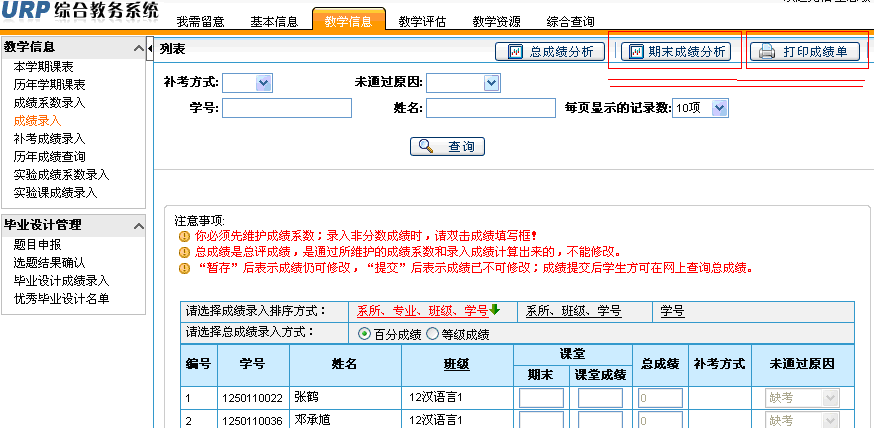 URP 综合教务系统
我需留意 基本信息 教学信息 教学评估 教学资源 综合查询
教学信息
本学期课表
历年学期课表
成绩系数录入
成绩录入
补考成绩录入
历年成绩查询
实验成绩系数录入
实验课成绩录入
毕业设计管理
题目申报
选题结果确认
毕业设计成绩录入
优秀毕业设计名单
列表 总成绩分析 期末成绩分析 打印成绩单
补考方式: 未通过原因:
学号: 姓名: 每页显示的记录数: 10项
查询
注意事项:
你必须先维护成绩系数；录入非分数成绩时，请双击成绩填写框!
总成绩是总评成绩，是通过所维护的成绩系数和录入成绩计算出来的，不能修改。
“暂存”后表示成绩仍可修改，“提交”后表示成绩已不可修改；成绩提交后学生方可在网上查询总成绩。
请选择成绩录入排序方式： 系所、专业、班级、学号 系所、班级、学号 学号
请选择总成绩录入方式： 百分成绩 等级成绩
编号 学号 姓名 班级 课堂 总成绩 补考方式 未通过原因
期末 课堂成绩
1 1250110022 张鹤 12汉语言1 0 缺考
2 1250110036 邓承馗 12汉语言1 0 缺考